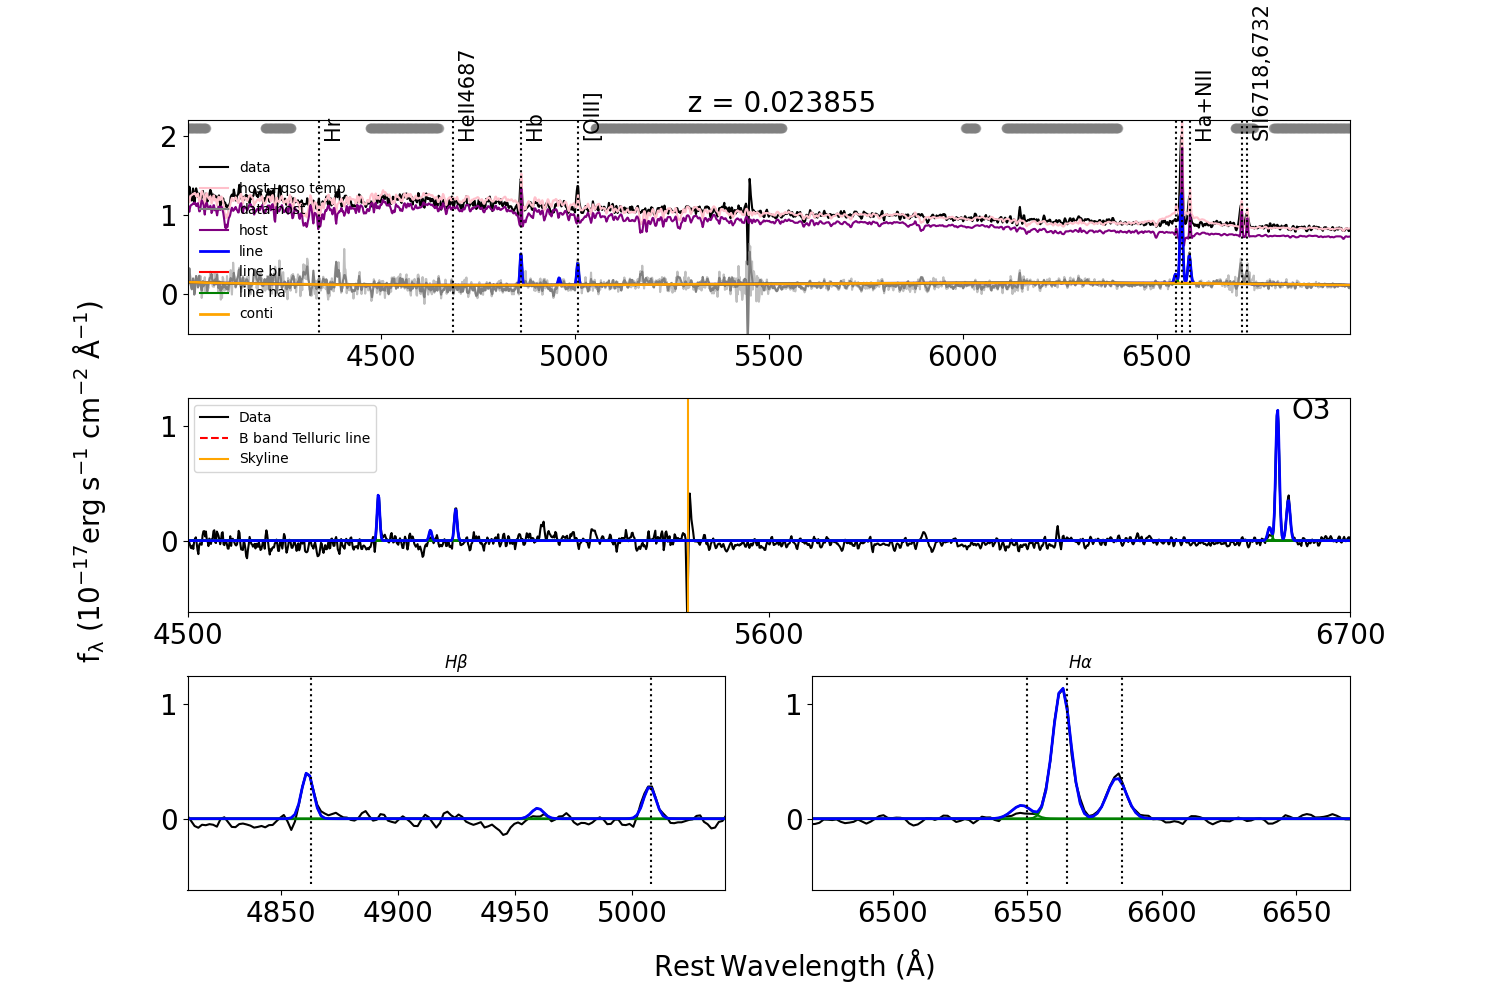 z = 0.023855
Hr
HeII4687
Hb
[OIII]
Ha+NII
SII6718,6732
2
1
0
data
host+qso temp
data-host
host
line
line br
line na
conti
4500 5000 5500 6000 6500
f_λ (10^−17 erg s^−1 cm^−2 Å^−1)
1
0
Data
B band Telluric line
Skyline
O3
4500 5600 6700
Hβ
1
0
4850 4900 4950 5000
Hα
1
0
6500 6550 6600 6650
Rest Wavelength (Å)